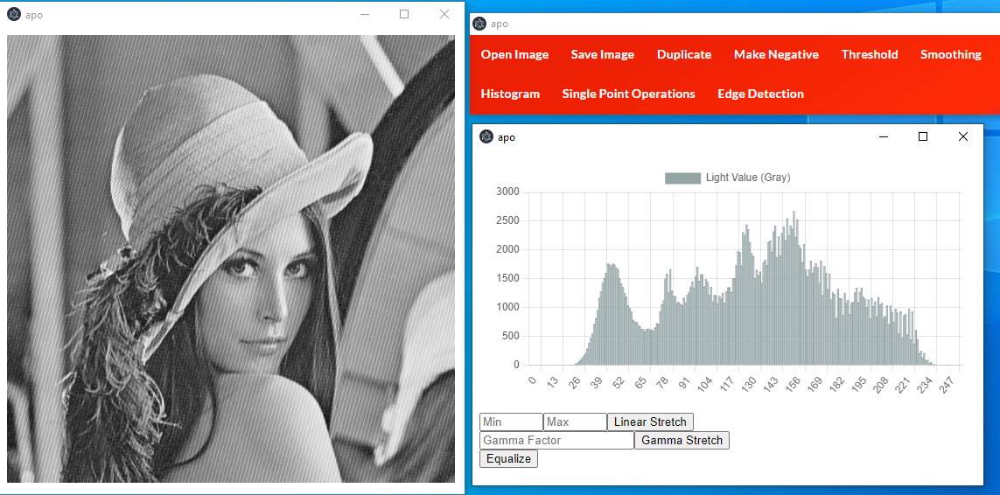 apo
apo
Open Image Save Image Duplicate Make Negative Threshold Smoothing
Histogram Single Point Operations Edge Detection
apo
Light Value (Gray)
3000
2500
2000
1500
1000
500
0
0 13 26 39 52 65 78 91 104 117 130 143 156 169 182 195 208 221 234 247
Min Max Linear Stretch
Gamma Factor Gamma Stretch
Equalize